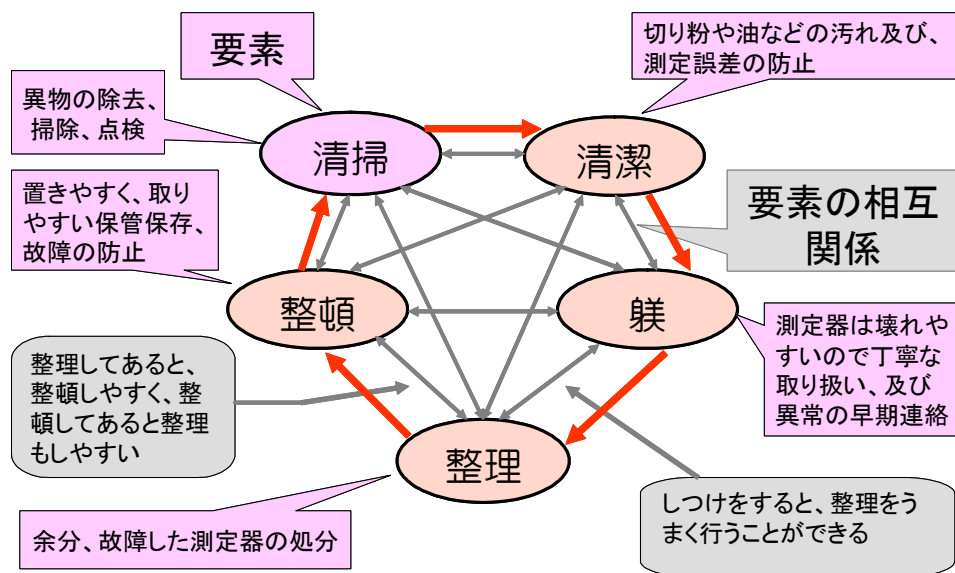 要素
切り粉や油などの汚れ及び、
測定誤差の防止
異物の除去、
掃除、点検
清掃
清潔
置きやすく、取り
やすい保管保存、
故障の防止
要素の相互
関係
整頓
躾
測定器は壊れや
すいので丁寧な
取り扱い、及び
異常の早期連絡
整理してあると、
整頓しやすく、整
頓してあると整理
もしやすい
整理
しつけをすると、整理をう
まく行うことができる
余分、故障した測定器の処分